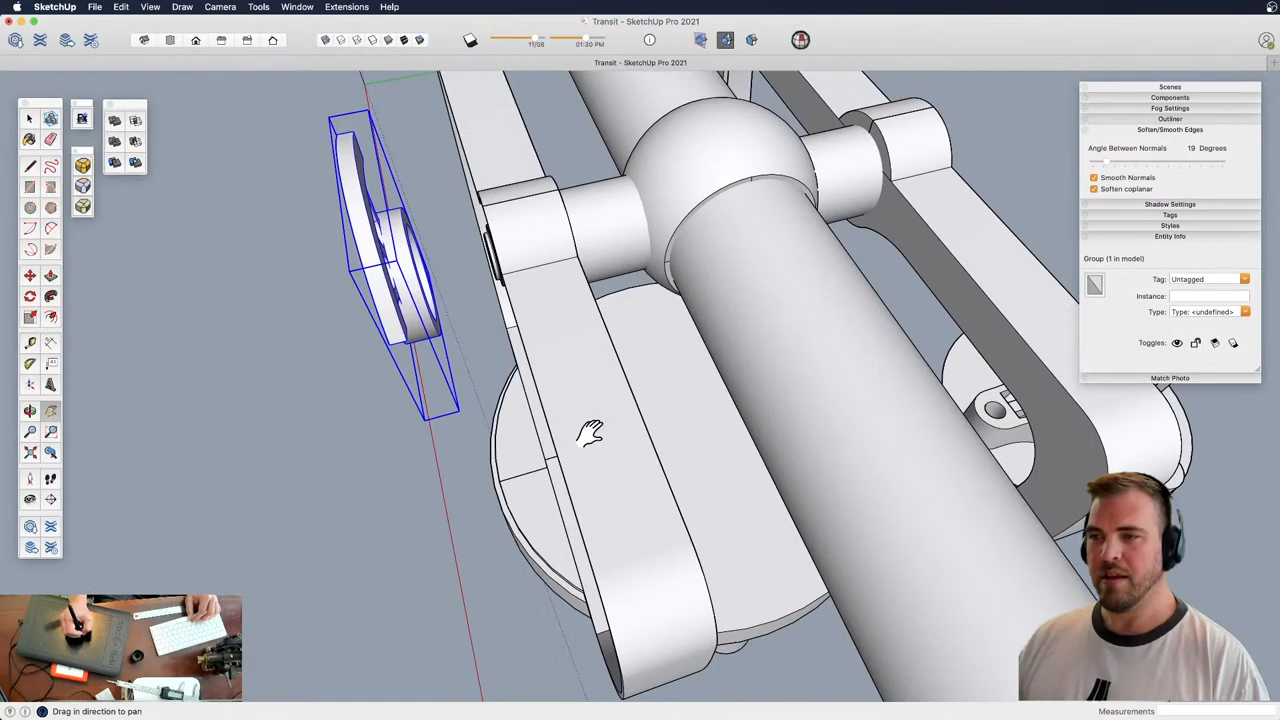 SketchUp File Edit View Draw Camera Tools Window Extensions Help
Transit - SketchUp Pro 2021
11/08 01:30 PM
Transit - SketchUp Pro 2021
Scenes
Components
Fog Settings
Outliner
Soften/Smooth Edges
Angle Between Normals 19 Degrees
Smooth Normals
Soften coplanar
Shadow Settings
Tags
Styles
Entity Info
Group (1 in model)
Tag: Untagged
Instance:
Type: Type: <undefined>
Toggles:
Match Photo
Drag in direction to pan
Measurements